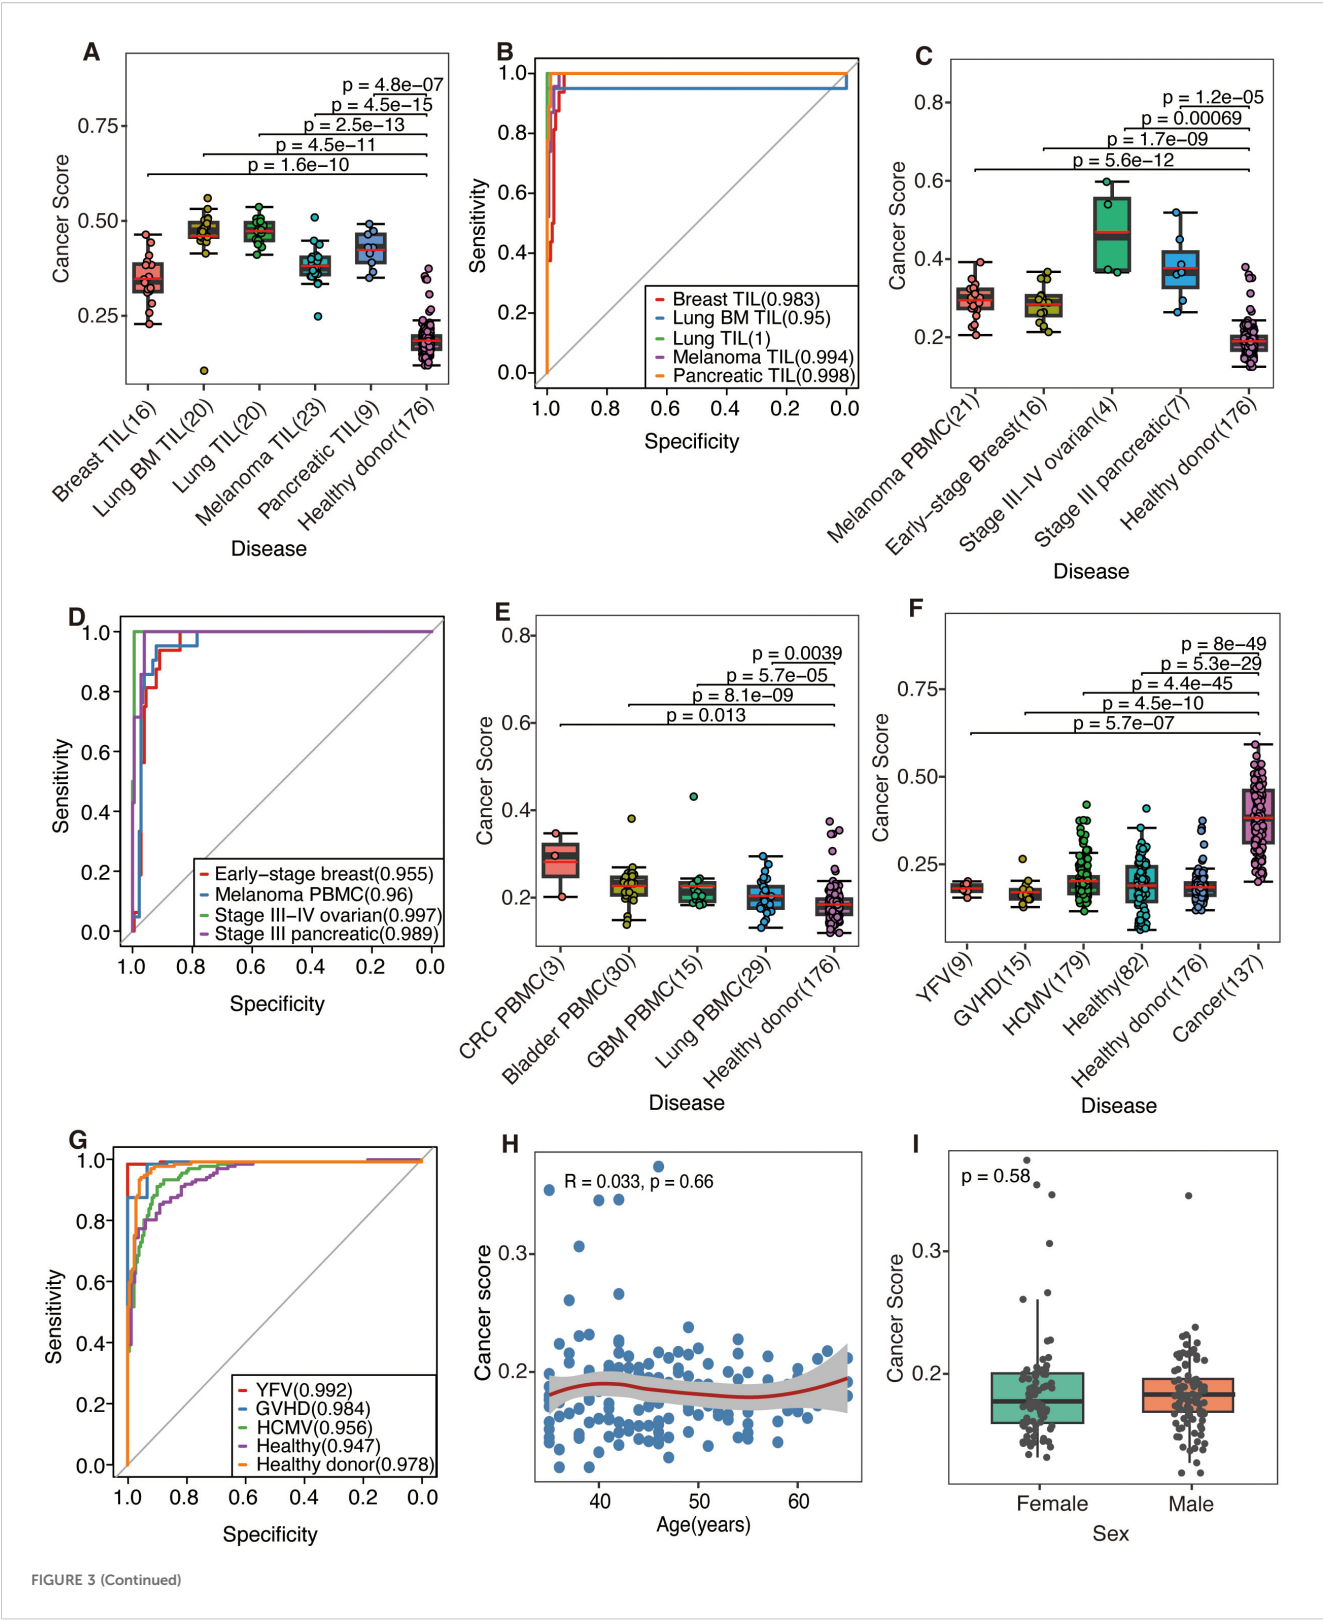 A
p = 4.8e−07
p = 4.5e−15
p = 2.5e−13
p = 4.5e−11
p = 1.6e−10
Cancer Score
0.75
0.50
0.25
Breast TIL(16)
Lung BM TIL(20)
Lung TIL(20)
Melanoma TIL(23)
Pancreatic TIL(9)
Healthy donor(176)
Disease
B
Sensitivity
1.0
0.8
0.6
0.4
0.2
0.0
Breast TIL(0.983)
Lung BM TIL(0.95)
Lung TIL(1)
Melanoma TIL(0.994)
Pancreatic TIL(0.998)
1.0 0.8 0.6 0.4 0.2 0.0
Specificity
C
p = 1.2e−05
p = 0.00069
p = 1.7e−09
p = 5.6e−12
Cancer Score
0.8
0.6
0.4
0.2
Melanoma PBMC(21)
Early−stage Breast(16)
Stage III−IV ovarian(4)
Stage III pancreatic(7)
Healthy donor(176)
Disease
D
Sensitivity
1.0
0.8
0.6
0.4
0.2
0.0
Early−stage breast(0.955)
Melanoma PBMC(0.96)
Stage III−IV ovarian(0.997)
Stage III pancreatic(0.989)
1.0 0.8 0.6 0.4 0.2 0.0
Specificity
E
p = 0.0039
p = 5.7e−05
p = 8.1e−09
p = 0.013
Cancer Score
0.8
0.6
0.4
0.2
CRC PBMC(3)
Bladder PBMC(30)
GBM PBMC(15)
Lung PBMC(29)
Healthy donor(176)
Disease
F
p = 8e−49
p = 5.3e−29
p = 4.4e−45
p = 4.5e−10
p = 5.7e−07
Cancer Score
0.75
0.50
0.25
YFV(9)
GVHD(15)
HCMV(179)
Healthy(82)
Healthy donor(176)
Cancer(137)
Disease
G
Sensitivity
1.0
0.8
0.6
0.4
0.2
0.0
YFV(0.992)
GVHD(0.984)
HCMV(0.956)
Healthy(0.947)
Healthy donor(0.978)
1.0 0.8 0.6 0.4 0.2 0.0
Specificity
H
R = 0.033, p = 0.66
Cancer score
0.3
0.2
40 50 60
Age(years)
I
p = 0.58
Cancer Score
0.3
0.2
Female Male
Sex
FIGURE 3 (Continued)